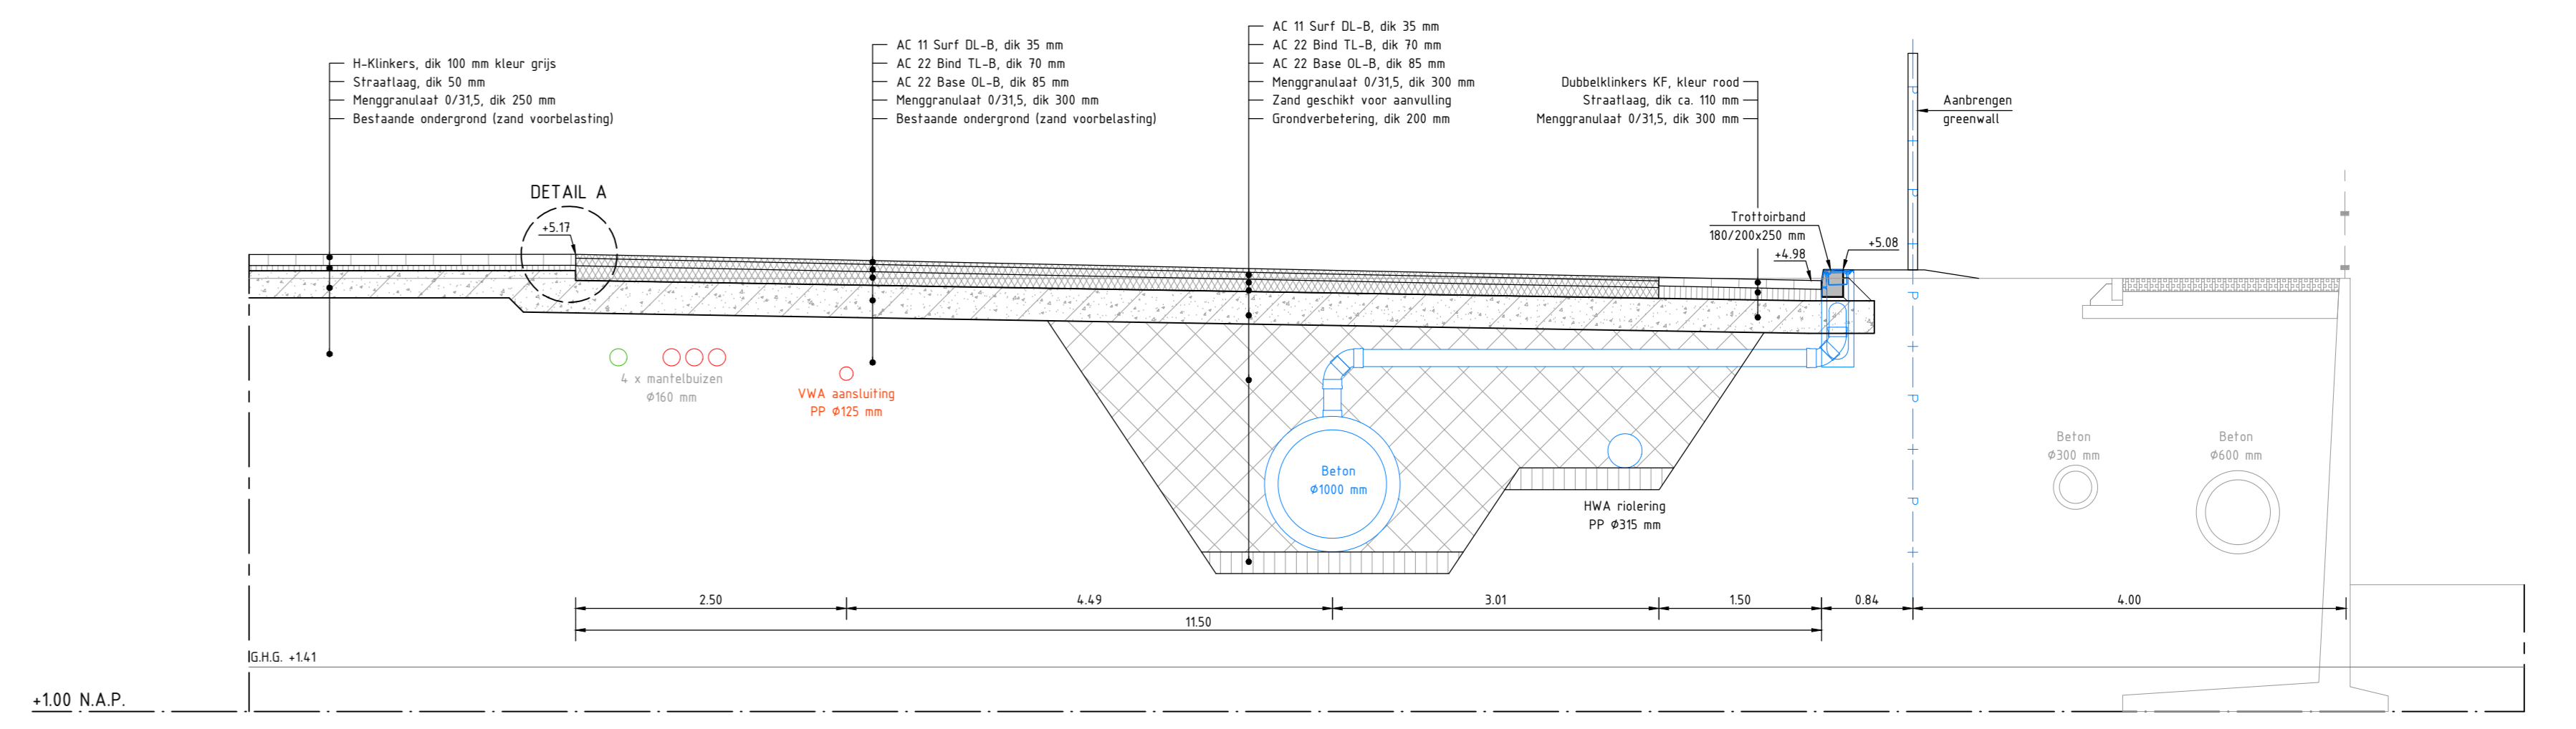 H-Klinkers, dik 100 mm kleur grijs
Straatlaag, dik 50 mm
Menggranulaat 0/31,5, dik 250 mm
Bestaande ondergrond (zand voorbelasting)
AC 11 Surf DL-B, dik 35 mm
AC 22 Bind TL-B, dik 70 mm
AC 22 Base OL-B, dik 85 mm
Menggranulaat 0/31,5, dik 300 mm
Bestaande ondergrond (zand voorbelasting)
AC 11 Surf DL-B, dik 35 mm
AC 22 Bind TL-B, dik 70 mm
AC 22 Base OL-B, dik 85 mm
Menggranulaat 0/31,5, dik 300 mm
Zand geschikt voor aanvulling
Grondverbetering, dik 200 mm
Dubbelklinkers KF, kleur rood
Straatlaag, dik ca. 110 mm
Menggranulaat 0/31,5, dik 300 mm
Aanbrengen
greenwall
DETAIL A
+5.17
Trottoirband
180/200x250 mm
+4.98
+5.08
P
P
P
P
P
4 x mantelbuizen
Ø160 mm
VWA aansluiting
PP Ø125 mm
Beton
Ø1000 mm
HWA riolering
PP Ø315 mm
Beton
Ø300 mm
Beton
Ø600 mm
2.50
4.49
3.01
1.50
0.84
4.00
11.50
G.H.G. +1.41
+1.00 N.A.P.